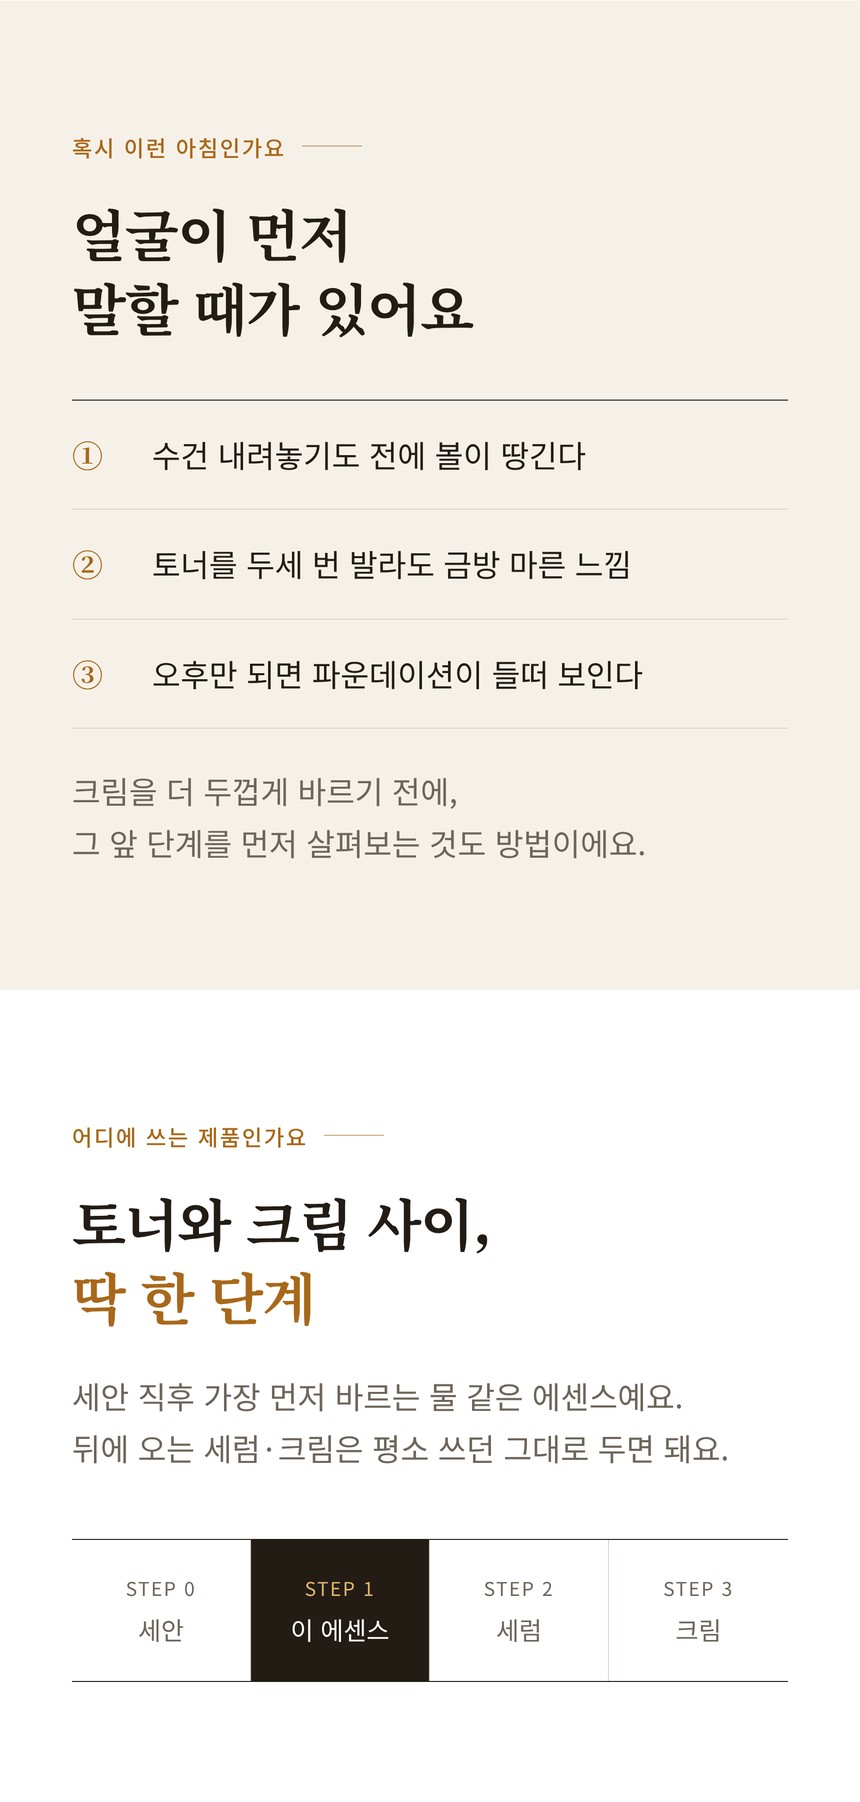 혹시 이런 아침인가요
얼굴이 먼저
말할 때가 있어요
① 수건 내려놓기도 전에 볼이 땅긴다
② 토너를 두세 번 발라도 금방 마른 느낌
③ 오후만 되면 파운데이션이 들떠 보인다
크림을 더 두껍게 바르기 전에,
그 앞 단계를 먼저 살펴보는 것도 방법이에요.
어디에 쓰는 제품인가요
토너와 크림 사이,
딱 한 단계
세안 직후 가장 먼저 바르는 물 같은 에센스예요.
뒤에 오는 세럼·크림은 평소 쓰던 그대로 두면 돼요.
STEP 0
세안
STEP 1
이 에센스
STEP 2
세럼
STEP 3
크림